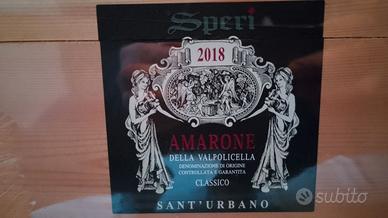 Speri
2018
AMARONE
DELLA VALPOLICELLA
DENOMINAZIONE DI ORIGINE
CONTROLLATA E GARANTITA
CLASSICO
SANT'URBANO
subito